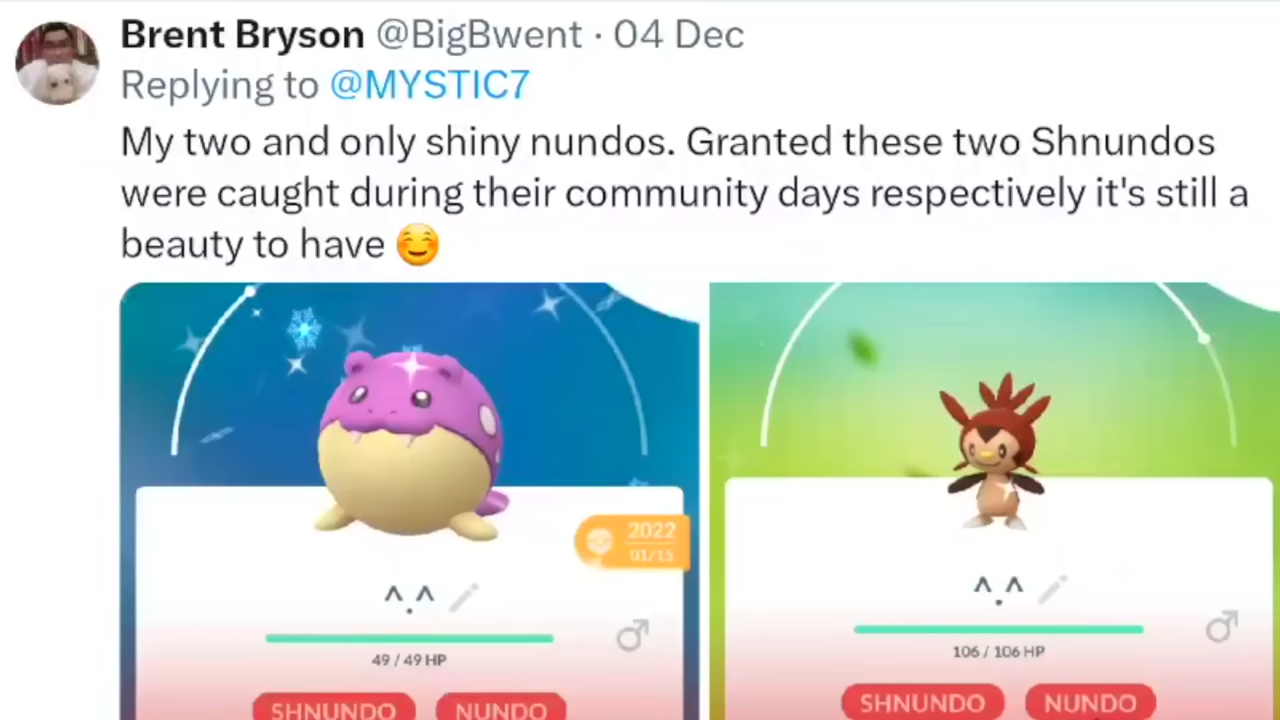 Brent Bryson @BigBwent · 04 Dec
Replying to @MYSTIC7
My two and only shiny nundos. Granted these two Shnundos
were caught during their community days respectively it's still a
beauty to have 😊
2022
01/15
^.^
49 / 49 HP
SHNUNDO NUNDO
^.^
106 / 106 HP
SHNUNDO NUNDO